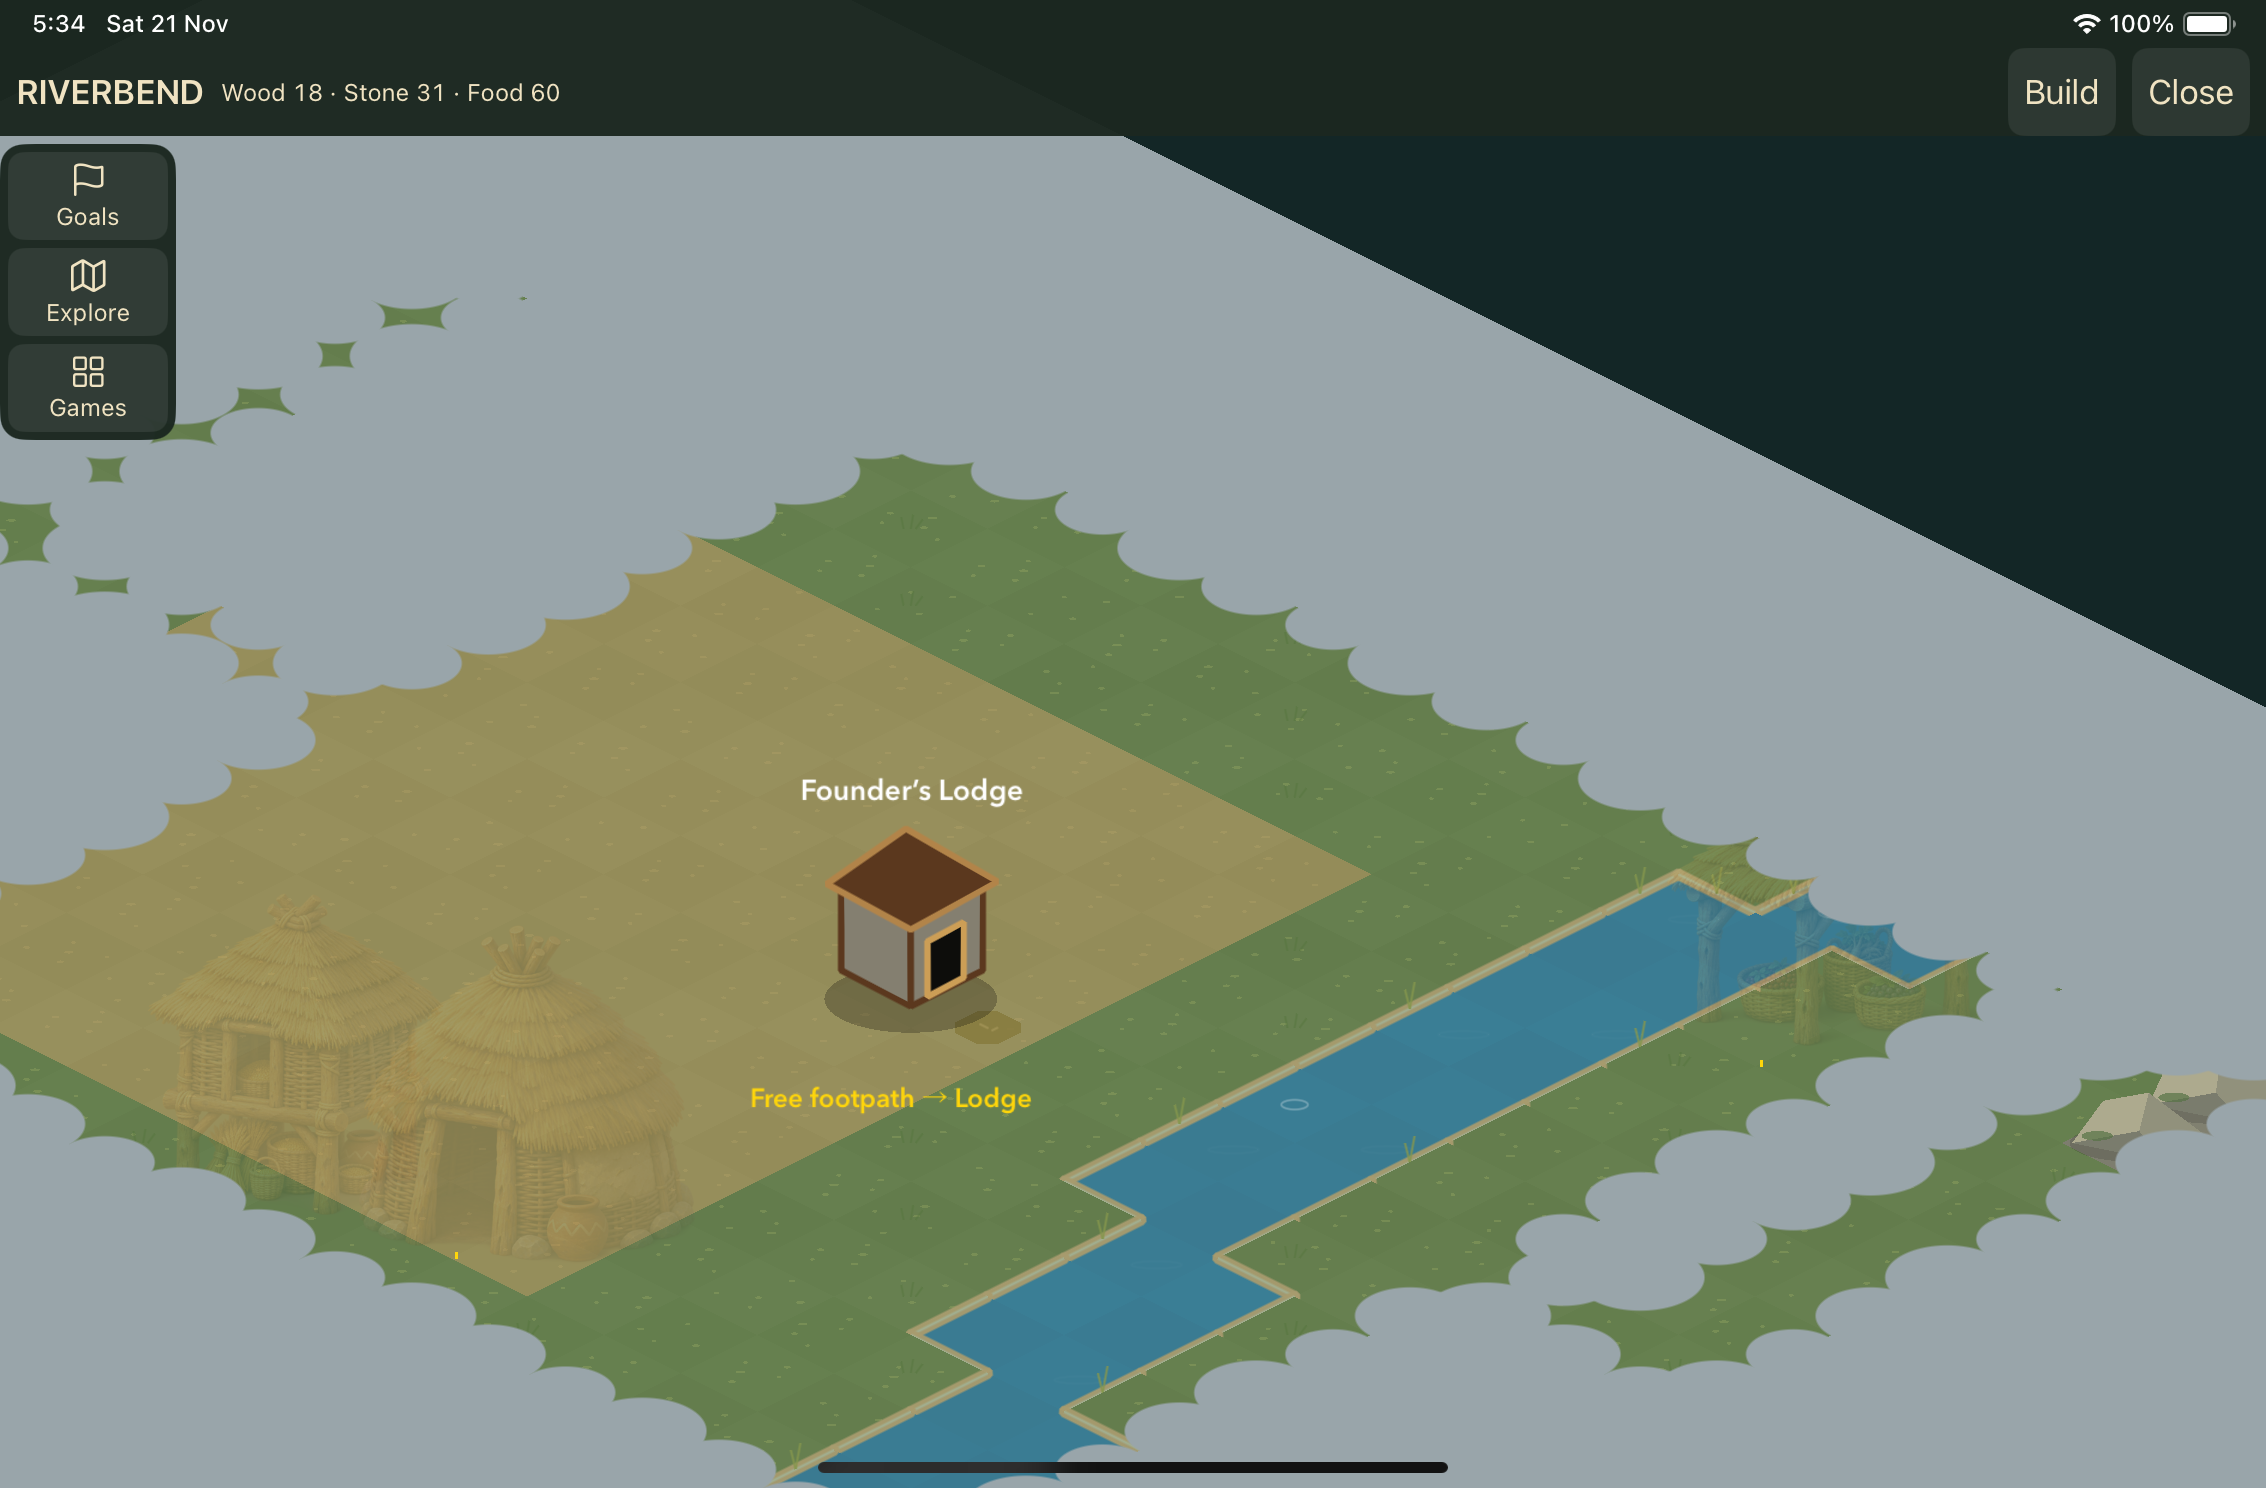 5:34 Sat 21 Nov
100%
RIVERBEND Wood 18 · Stone 31 · Food 60
Build Close
Goals
Explore
Games
Founder’s Lodge
Free footpath → Lodge